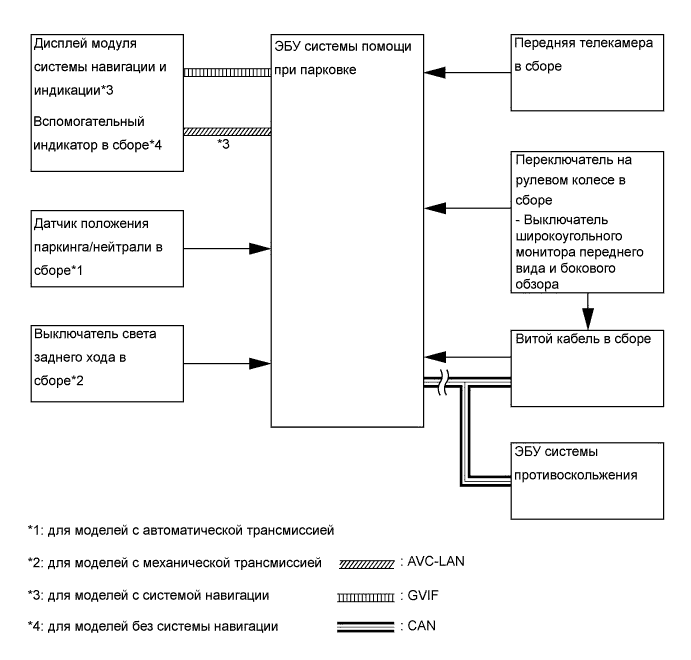 Дисплей модуля
системы навигации и
индикации*3
Вспомогательный
индикатор в сборе*4
*3
ЭБУ системы помощи
при парковке
Передняя телекамера
в сборе
Переключатель на
рулевом колесе в
сборе
- Выключатель
широкоугольного
монитора переднего
вида и бокового
обзора
Датчик положения
паркинга/нейтрали в
сборе*1
Выключатель света
заднего хода в
сборе*2
Витой кабель в сборе
ЭБУ системы
противоскольжения
*1: для моделей с автоматической трансмиссией
*2: для моделей с механической трансмиссией
: AVC-LAN
*3: для моделей с системой навигации
: GVIF
*4: для моделей без системы навигации
: CAN